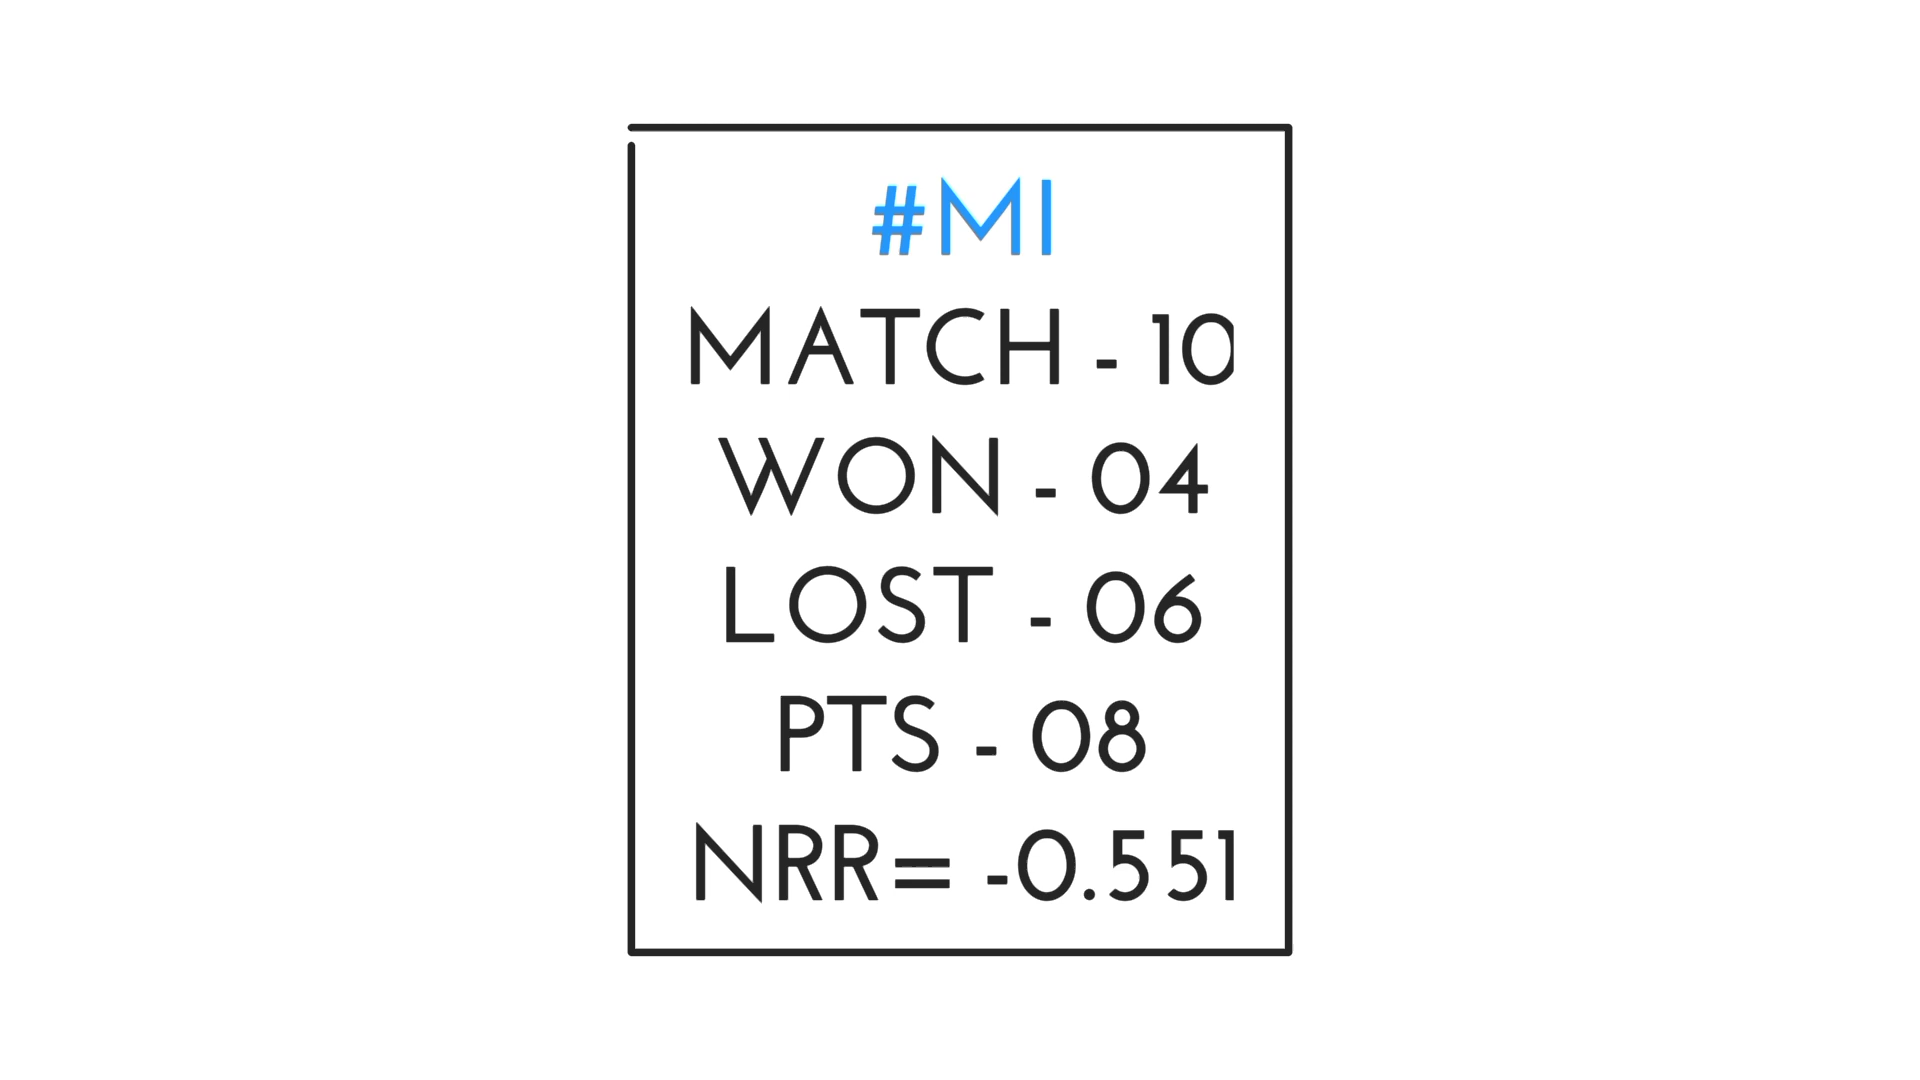 #MI
MATCH - 10
WON - 04
LOST - 06
PTS - 08
NRR= -0.551